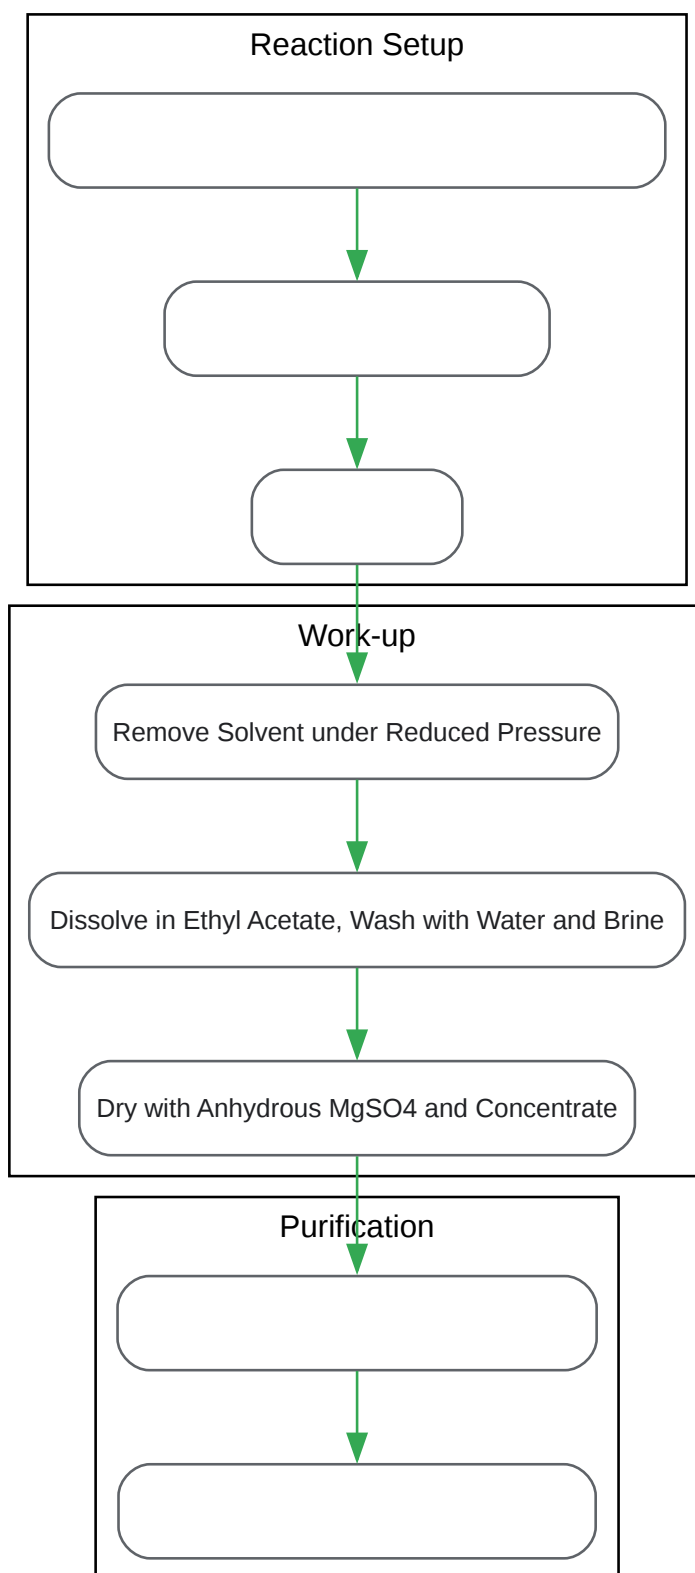 Reaction Setup
Work-up
Remove Solvent under Reduced Pressure
Dissolve in Ethyl Acetate, Wash with Water and Brine
Dry with Anhydrous MgSO4 and Concentrate
Purification